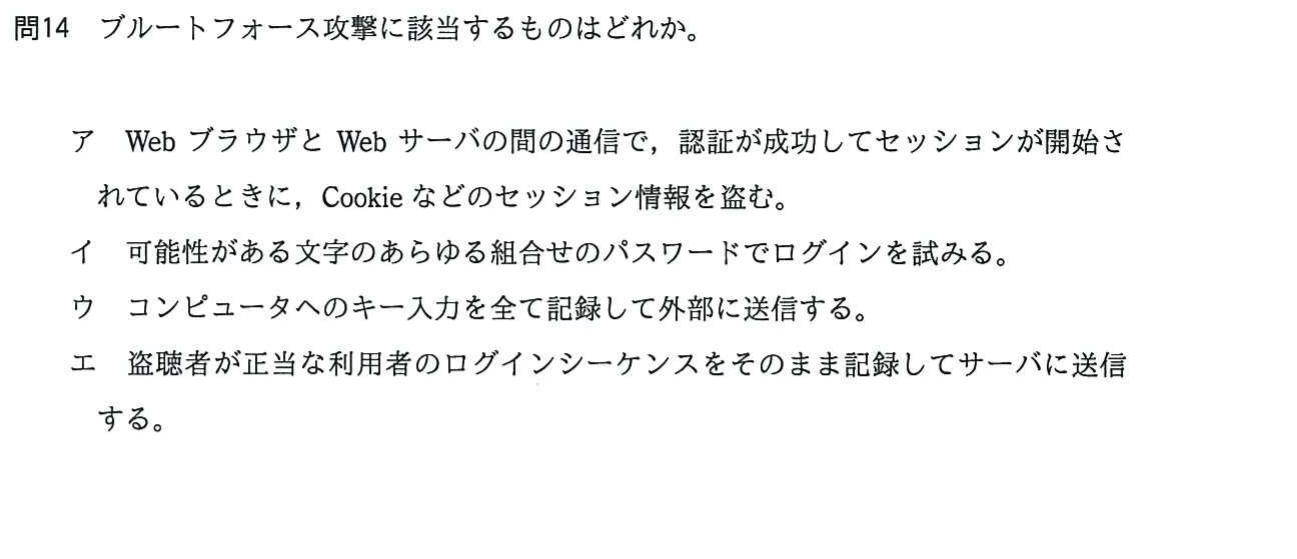 問14 ブルートフォース攻撃に該当するものはどれか。
ア Web ブラウザと Web サーバの間の通信で，認証が成功してセッションが開始さ
れているときに，Cookie などのセッション情報を盗む。
イ 可能性がある文字のあらゆる組合せのパスワードでログインを試みる。
ウ コンピュータへのキー入力を全て記録して外部に送信する。
エ 盗聴者が正当な利用者のログインシーケンスをそのまま記録してサーバに送信
する。